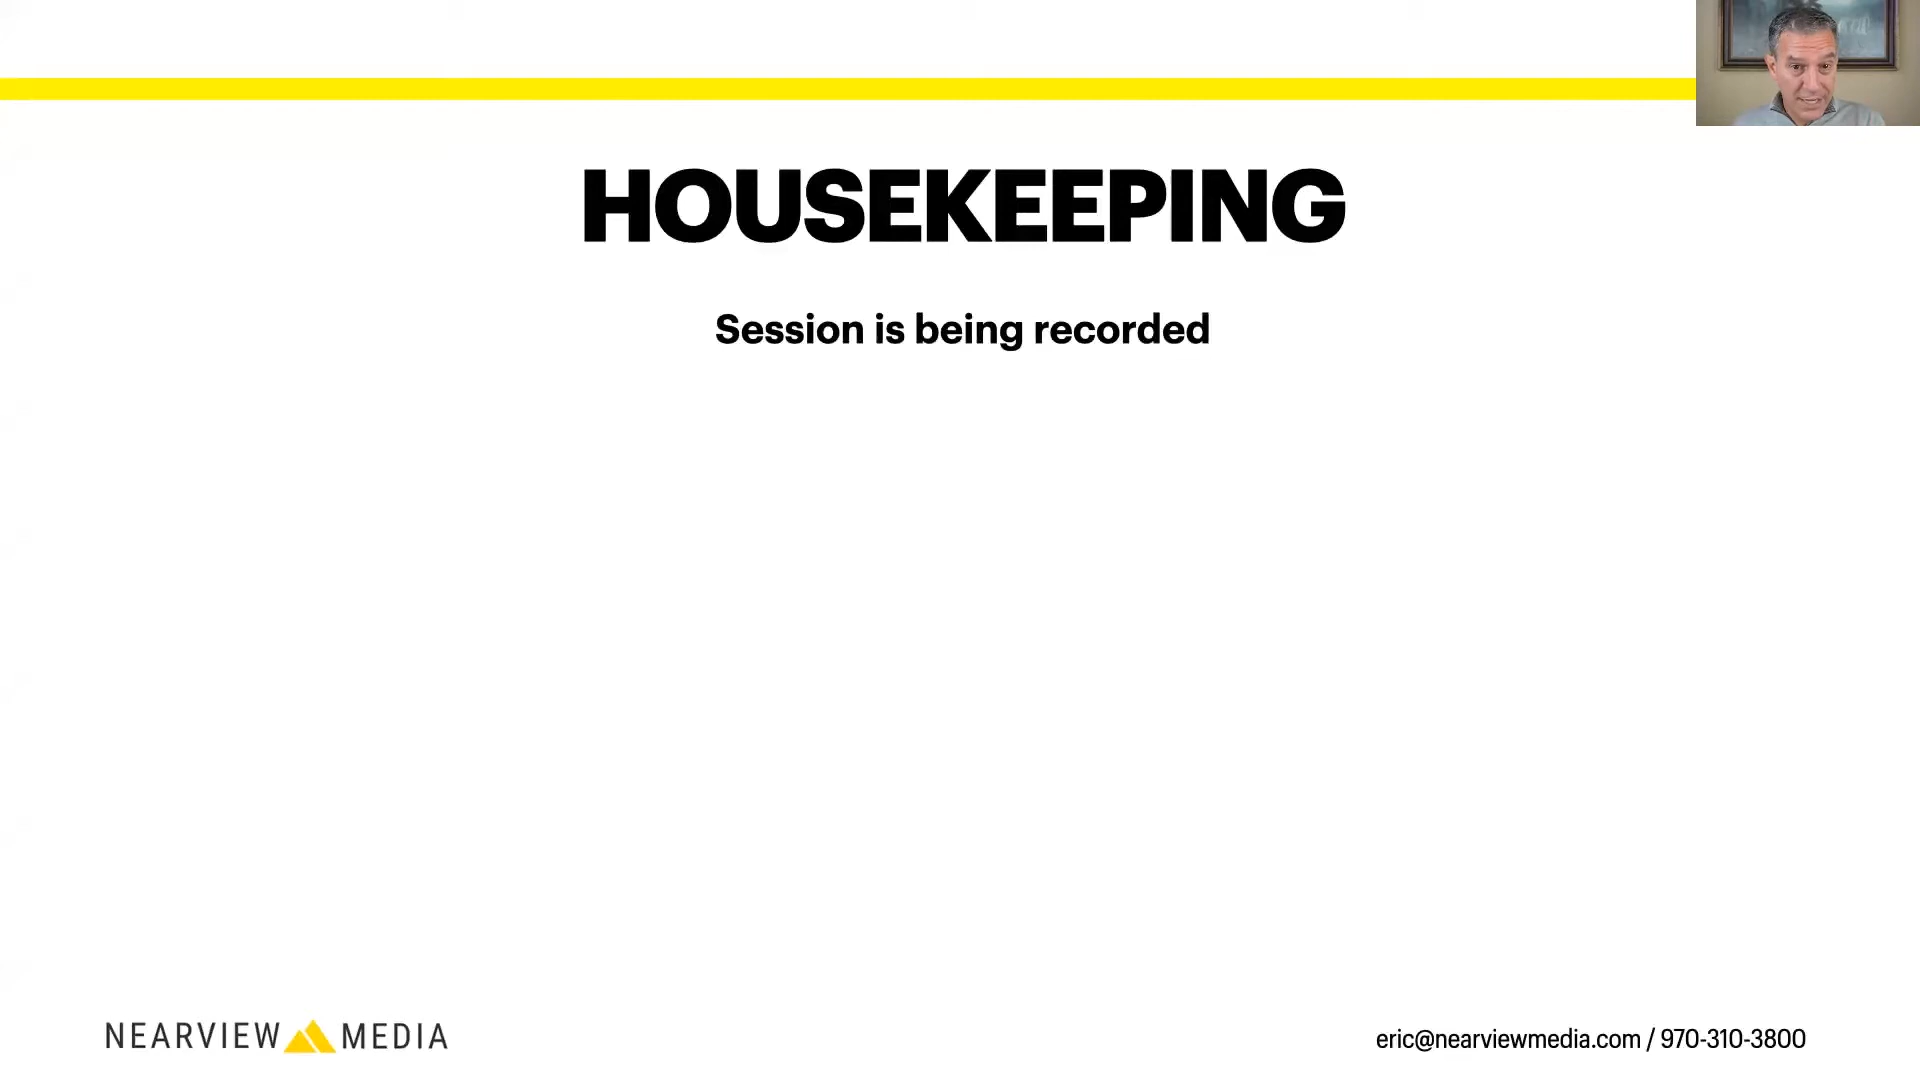 HOUSEKEEPING
Session is being recorded
NEARVIEW MEDIA
eric@nearviewmedia.com / 970-310-3800